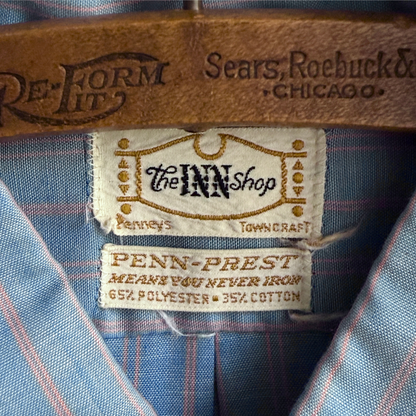 RE-FORM
FIT
Sears, Roebuck &
• CHICAGO •
the INN Shop
Penneys TOWNCRAFT
PENN-PREST
MEANS YOU NEVER IRON
65% POLYESTER • 35% COTTON